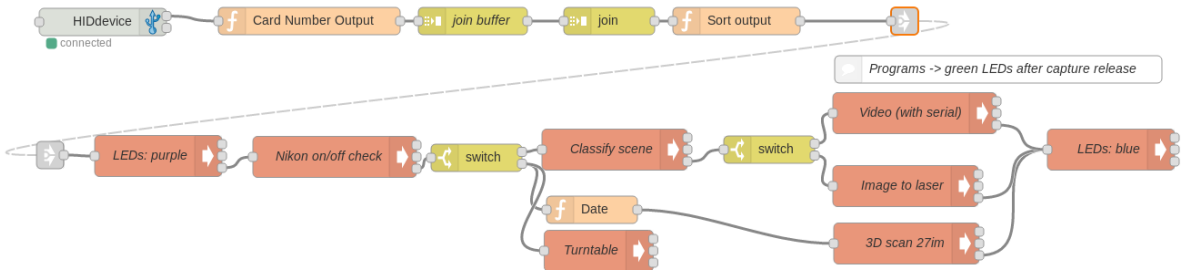 HIDdevice
Card Number Output
join buffer
join
Sort output
connected
Programs -> green LEDs after capture release
LEDs: purple
Nikon on/off check
switch
Classify scene
switch
Video (with serial)
LEDs: blue
Image to laser
Date
Turntable
3D scan 27im